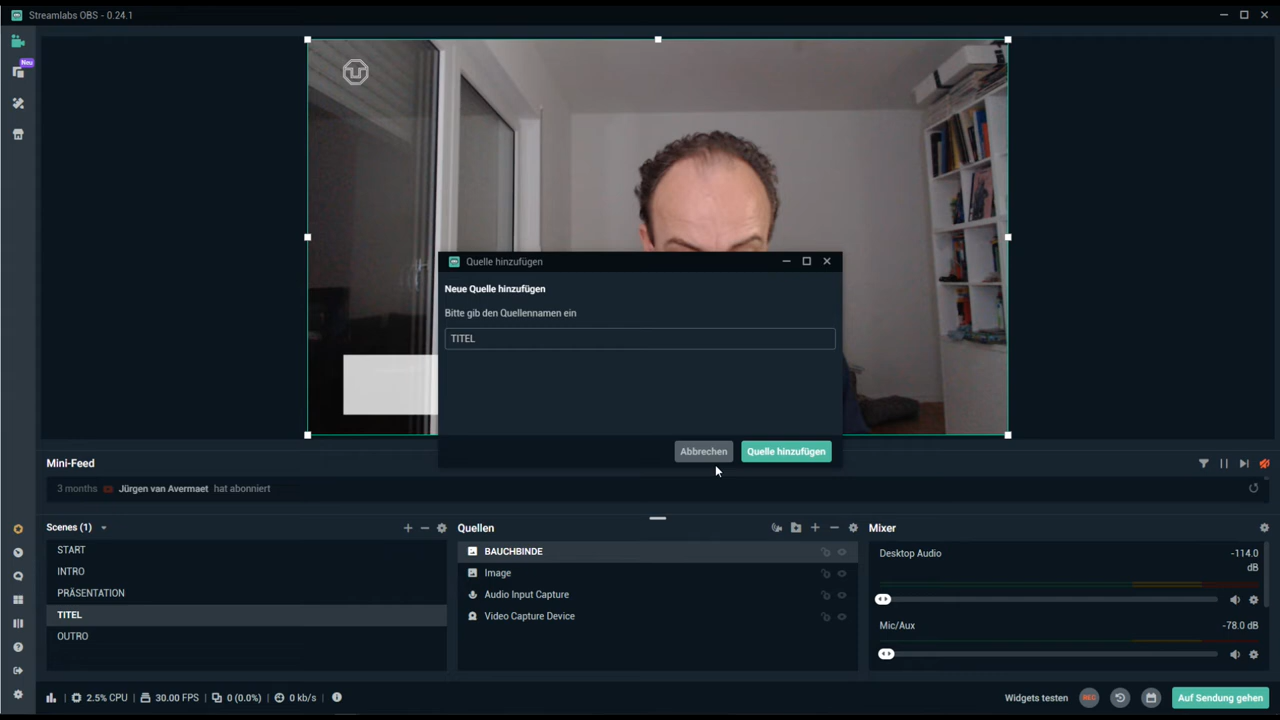 Streamlabs OBS - 0.24.1
Neu
Quelle hinzufügen
Neue Quelle hinzufügen
Bitte gib den Quellennamen ein
TITEL
Abbrechen
Quelle hinzufügen
Mini-Feed
3 months Jürgen van Avermaet hat abonniert
Scenes (1)
START
INTRO
PRÄSENTATION
TITEL
OUTRO
Quellen
BAUCHBINDE
Image
Audio Input Capture
Video Capture Device
Mixer
Desktop Audio
-114.0
dB
Mic/Aux
-78.0 dB
2.5% CPU
30.00 FPS
0 (0.0%)
0 kb/s
Widgets testen
REC
Auf Sendung gehen